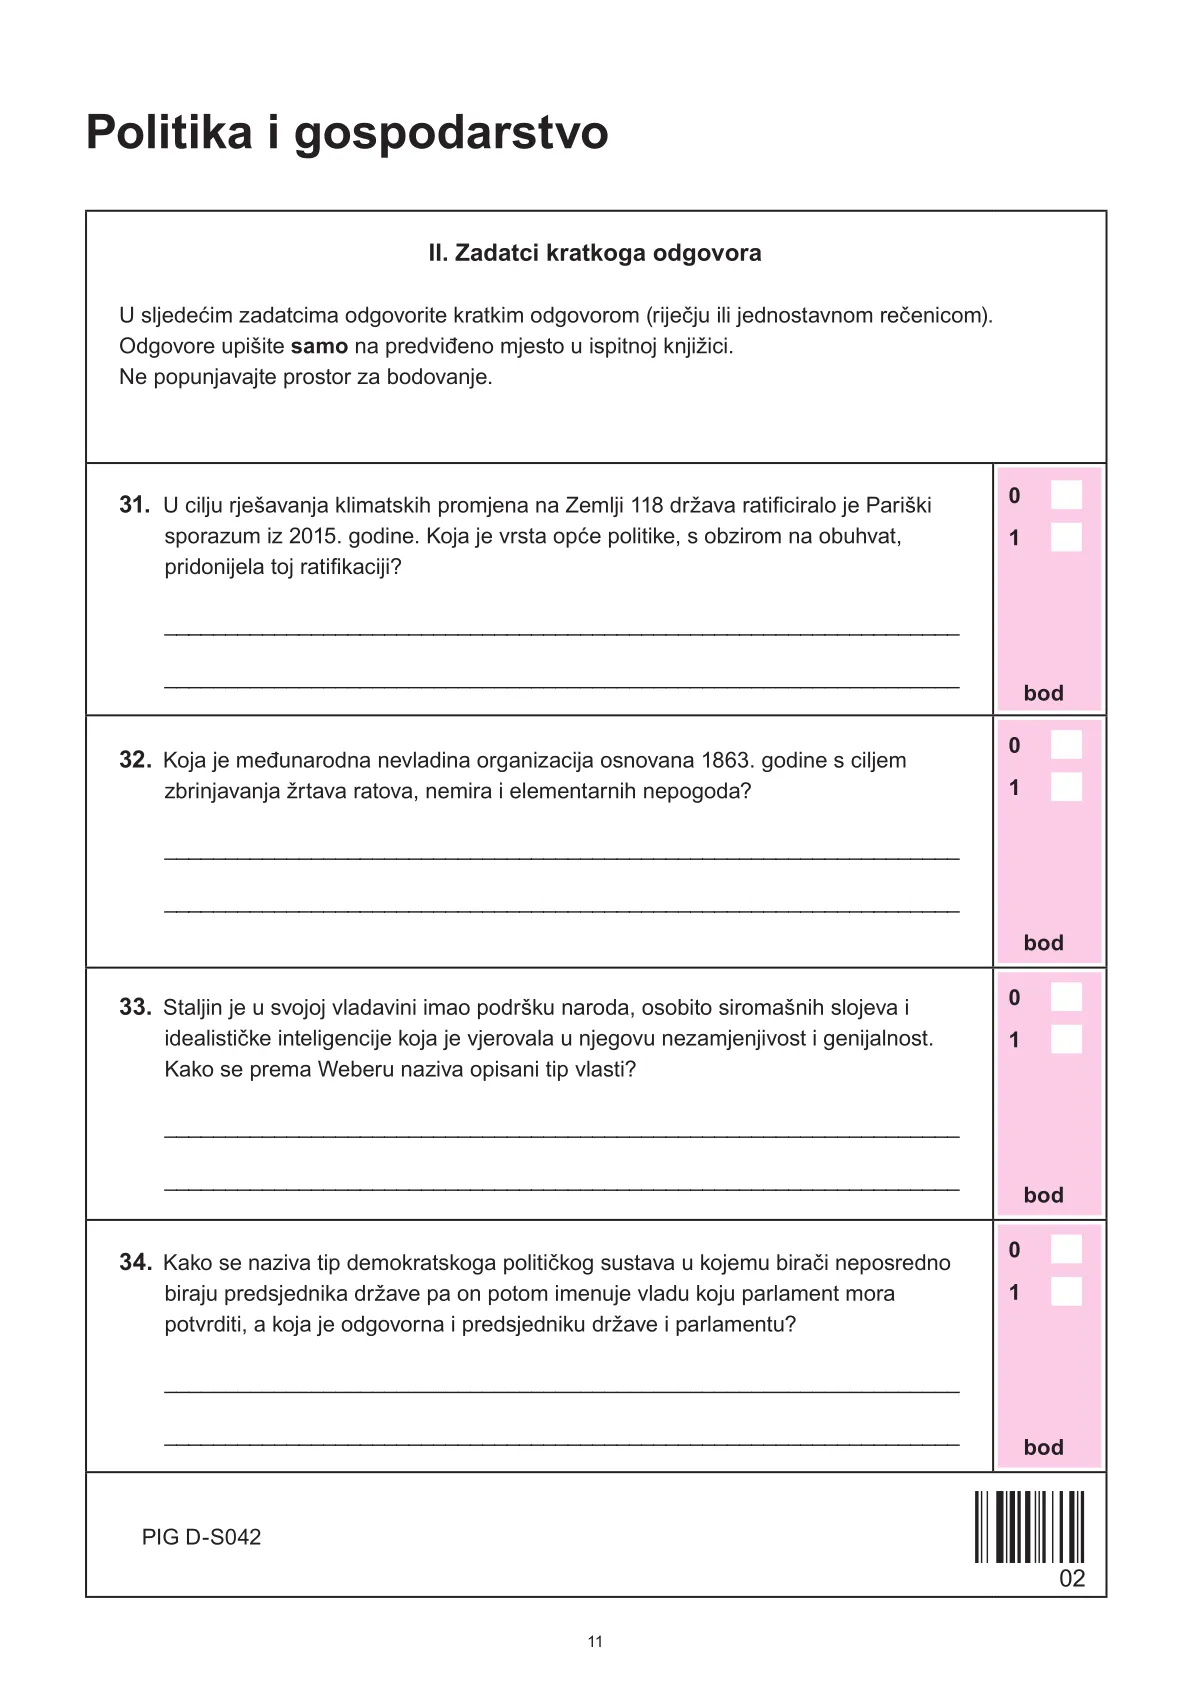 Politika i gospodarstvo
II. Zadatci kratkoga odgovora
U sljedećim zadatcima odgovorite kratkim odgovorom (riječju ili jednostavnom rečenicom).
Odgovore upišite samo na predviđeno mjesto u ispitnoj knjižici.
Ne popunjavajte prostor za bodovanje.
31. U cilju rješavanja klimatskih promjena na Zemlji 118 država ratificiralo je Pariški
sporazum iz 2015. godine. Koja je vrsta opće politike, s obzirom na obuhvat,
pridonijela toj ratifikaciji?
0
1
bod
32. Koja je međunarodna nevladina organizacija osnovana 1863. godine s ciljem
zbrinjavanja žrtava ratova, nemira i elementarnih nepogoda?
0
1
bod
33. Staljin je u svojoj vladavini imao podršku naroda, osobito siromašnih slojeva i
idealističke inteligencije koja je vjerovala u njegovu nezamjenjivost i genijalnost.
Kako se prema Weberu naziva opisani tip vlasti?
0
1
bod
34. Kako se naziva tip demokratskoga političkog sustava u kojemu birači neposredno
biraju predsjednika države pa on potom imenuje vladu koju parlament mora
potvrditi, a koja je odgovorna i predsjedniku države i parlamentu?
0
1
bod
PIG D-S042
02
11